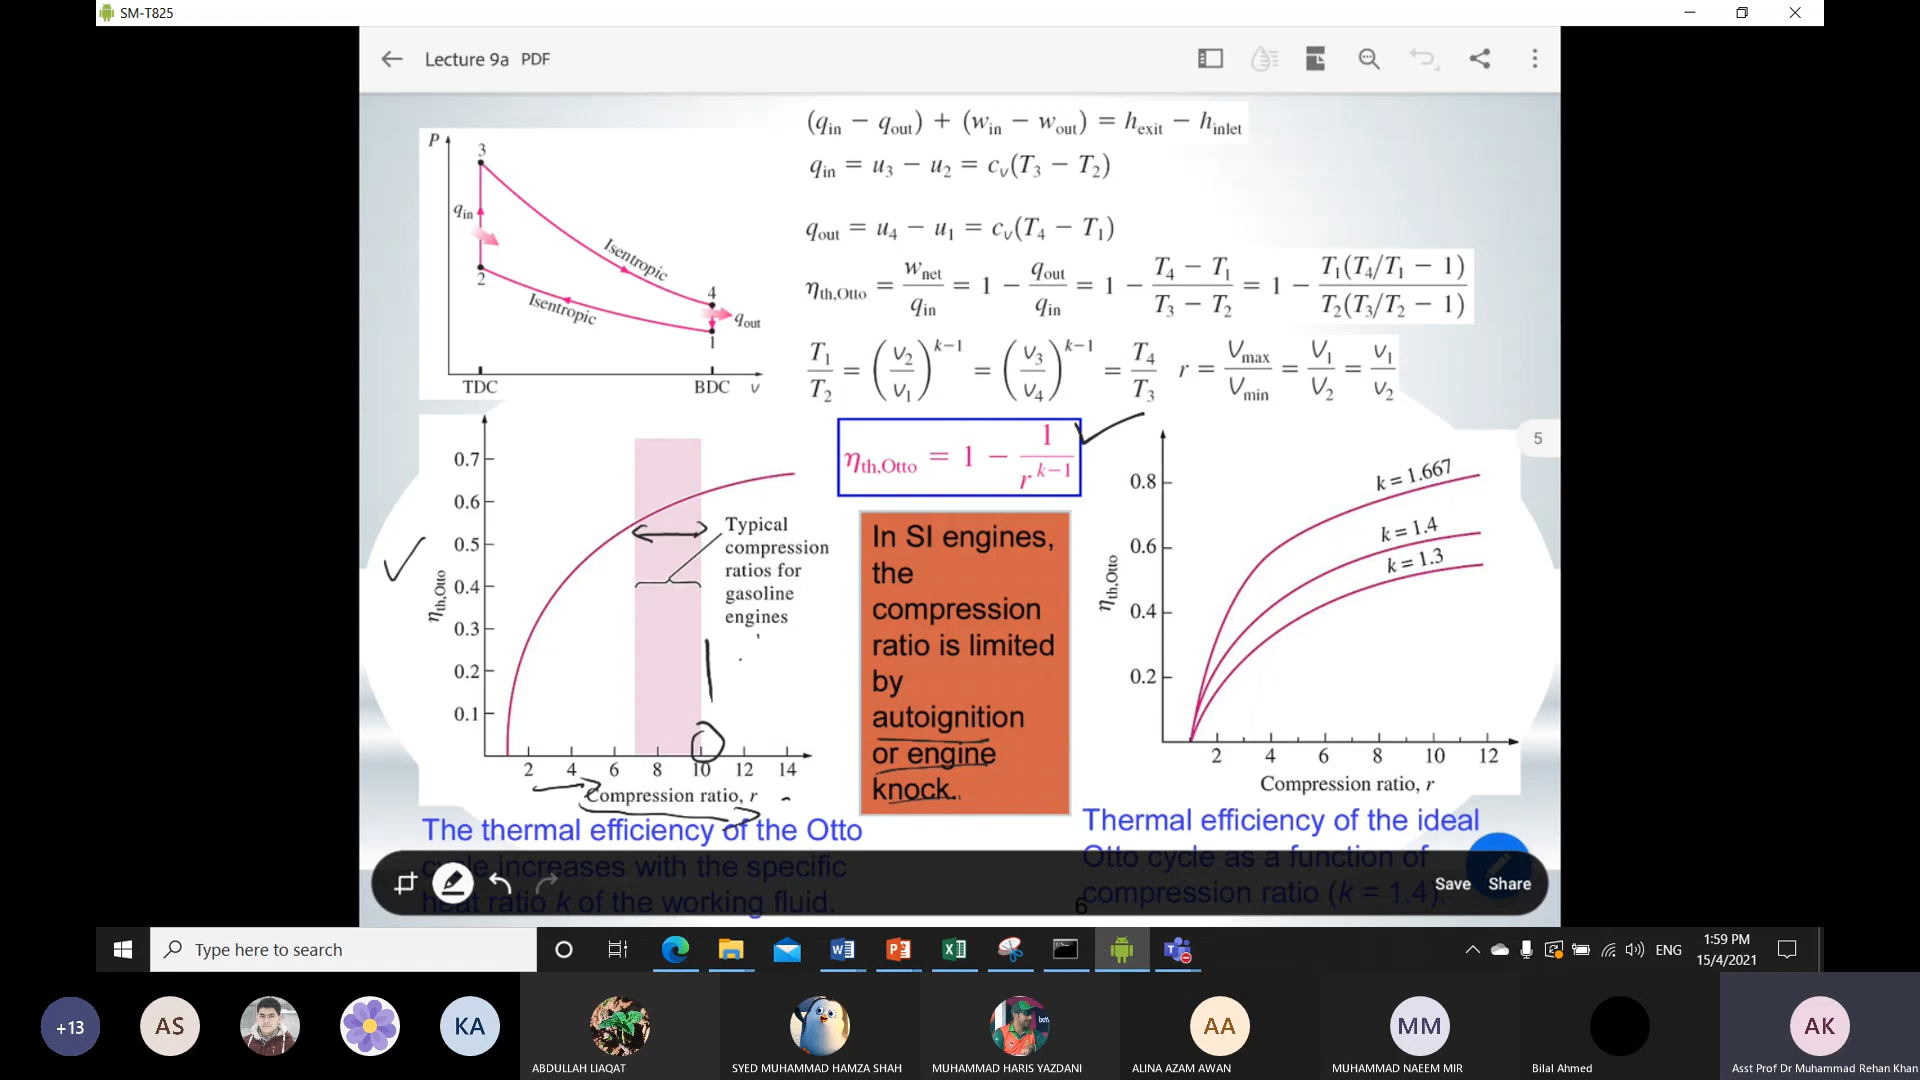 SM-T825
Lecture 9a PDF
(q_in − q_out) + (w_in − w_out) = h_exit − h_inlet
q_in = u_3 − u_2 = c_v(T_3 − T_2)
q_out = u_4 − u_1 = c_v(T_4 − T_1)
η_th,Otto = w_net/q_in = 1 − q_out/q_in = 1 − (T_4 − T_1)/(T_3 − T_2) = 1 − T_1(T_4/T_1 − 1)/T_2(T_3/T_2 − 1)
T_1/T_2 = (v_2/v_1)^(k−1) = (v_3/v_4)^(k−1) = T_4/T_3
r = V_max/V_min = V_1/V_2 = v_1/v_2
P
3
q_in
Isentropic
2
Isentropic
4
q_out
1
TDC
BDC
v
η_th,Otto = 1 − 1/r^(k−1)
5
0.7
0.6
0.5
0.4
0.3
0.2
0.1
η_th,Otto
Typical
compression
ratios for
gasoline
engines
2 4 6 8 10 12 14
Compression ratio, r
In SI engines,
the
compression
ratio is limited
by
autoignition
or engine
knock.
0.8
0.6
0.4
0.2
η_th,Otto
k = 1.667
k = 1.4
k = 1.3
2 4 6 8 10 12
Compression ratio, r
The thermal efficiency of the Otto
cycle increases with the specific
heat ratio k of the working fluid.
Thermal efficiency of the ideal
Otto cycle as a function of
compression ratio (k = 1.4).
6
Save Share
Type here to search
ENG
1:59 PM
15/4/2021
+13
AS
KA
AA
MM
AK
ABDULLAH LIAQAT
SYED MUHAMMAD HAMZA SHAH
MUHAMMAD HARIS YAZDANI
ALINA AZAM AWAN
MUHAMMAD NAEEM MIR
Bilal Ahmed
Asst Prof Dr Muhammad Rehan Khan